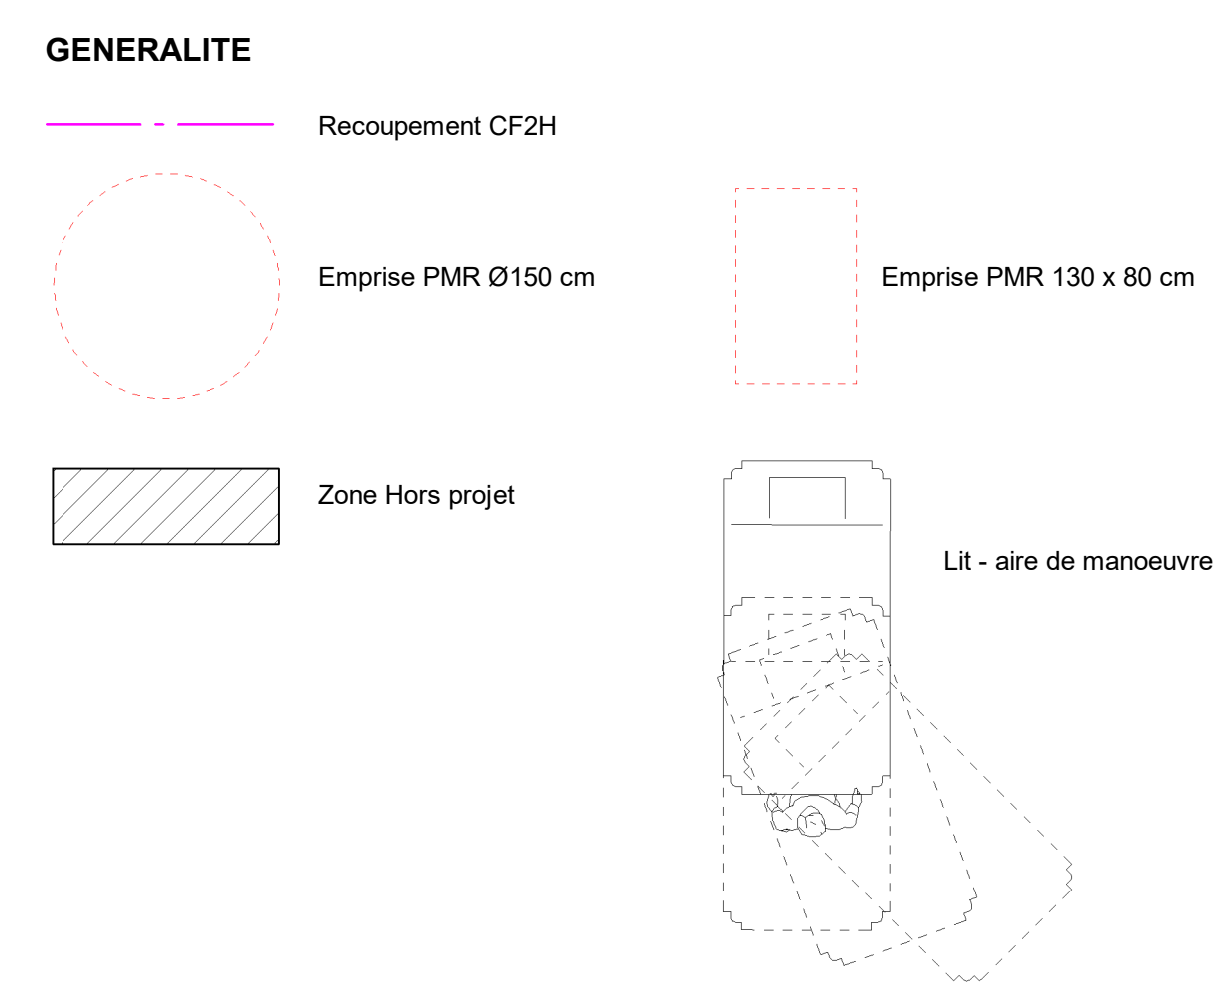 GENERALITE
Recoupement CF2H
Emprise PMR Ø150 cm
Emprise PMR 130 x 80 cm
Zone Hors projet
Lit - aire de manoeuvre